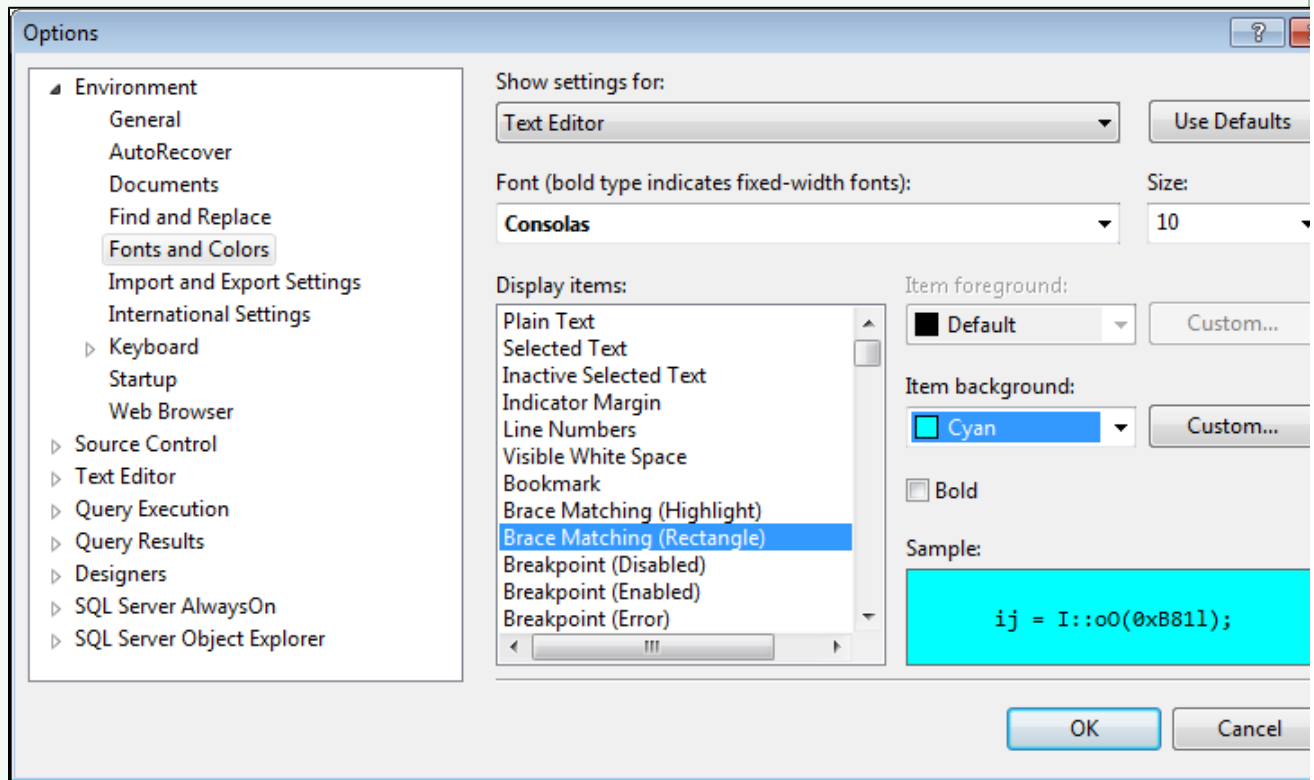 Options
Environment
General
AutoRecover
Documents
Find and Replace
Fonts and Colors
Import and Export Settings
International Settings
Keyboard
Startup
Web Browser
Source Control
Text Editor
Query Execution
Query Results
Designers
SQL Server AlwaysOn
SQL Server Object Explorer
Show settings for:
Text Editor
Use Defaults
Font (bold type indicates fixed-width fonts):
Size:
Consolas
10
Display items:
Plain Text
Selected Text
Inactive Selected Text
Indicator Margin
Line Numbers
Visible White Space
Bookmark
Brace Matching (Highlight)
Brace Matching (Rectangle)
Breakpoint (Disabled)
Breakpoint (Enabled)
Breakpoint (Error)
Item foreground:
Default
Custom...
Item background:
Cyan
Custom...
Bold
Sample:
ij = I::oO(0xB81l);
OK
Cancel